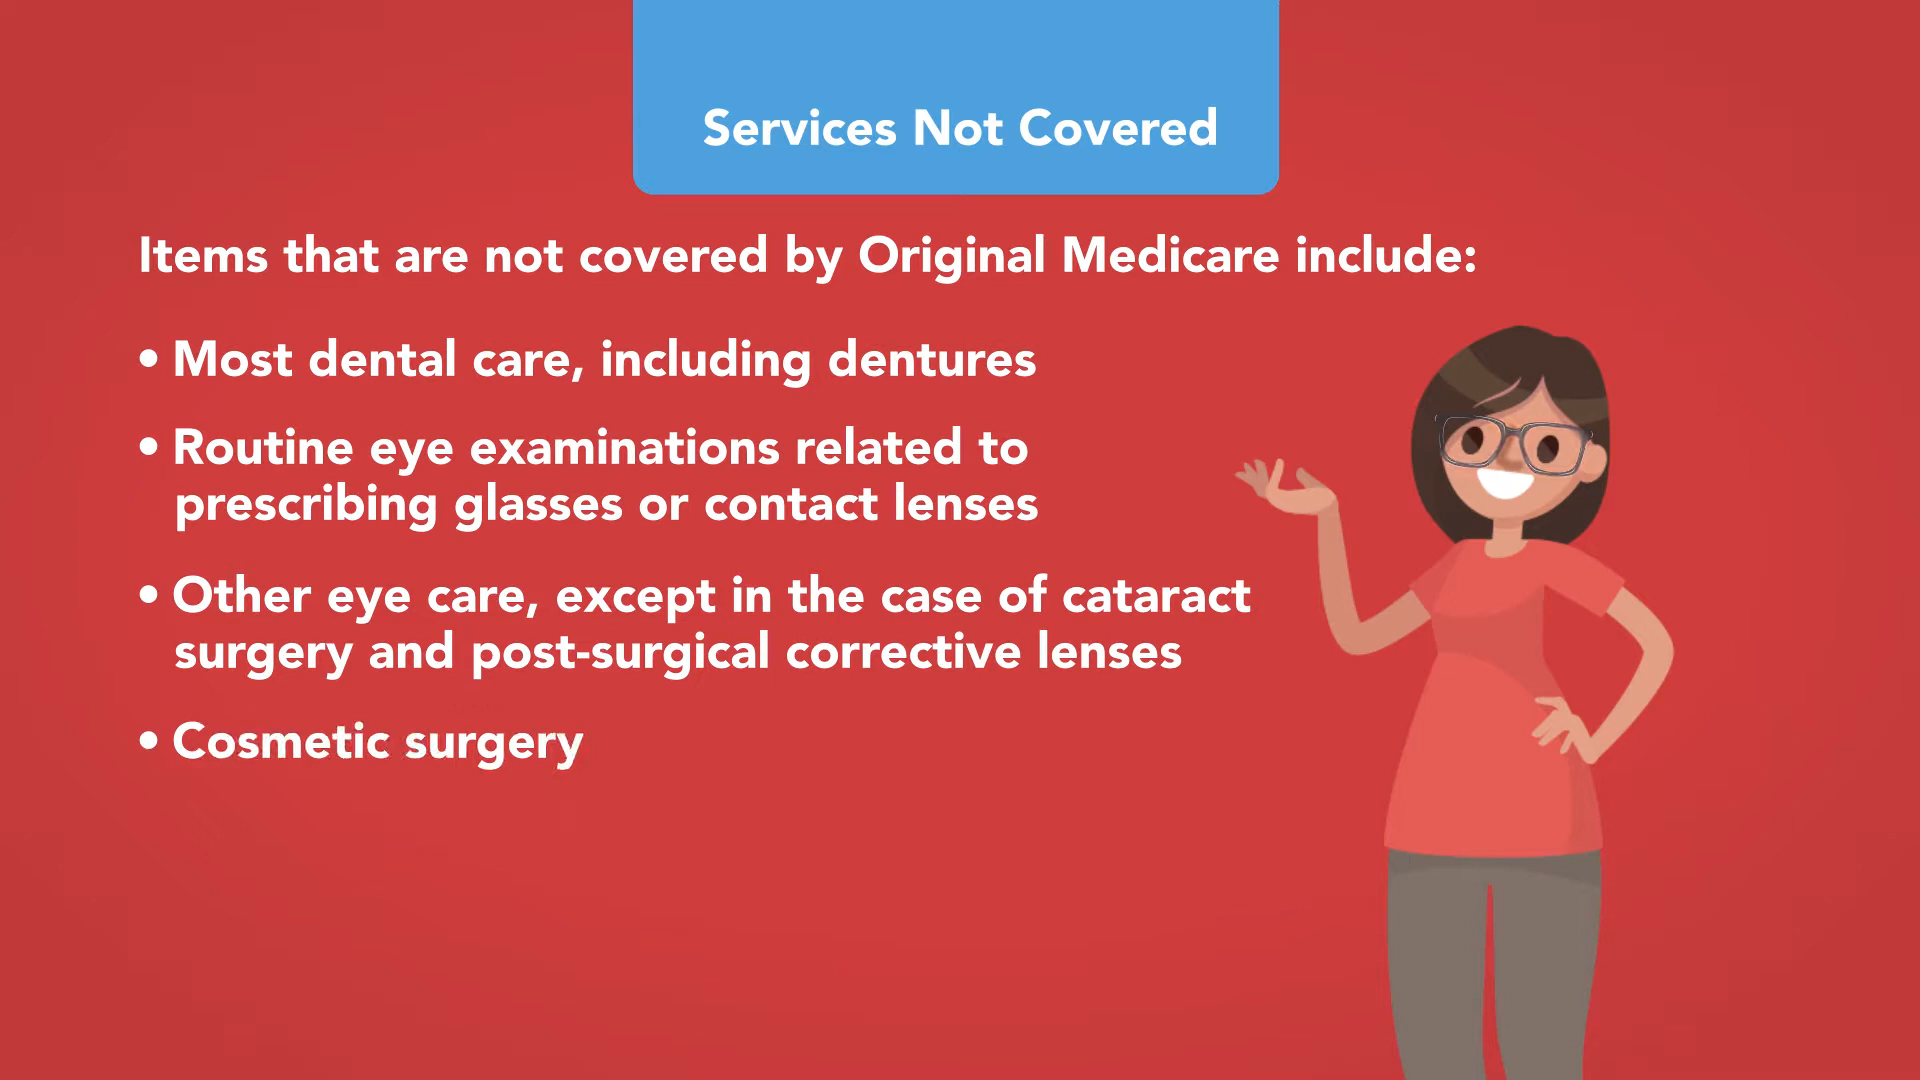 Services Not Covered
Items that are not covered by Original Medicare include:
• Most dental care, including dentures
• Routine eye examinations related to
prescribing glasses or contact lenses
• Other eye care, except in the case of cataract
surgery and post-surgical corrective lenses
• Cosmetic surgery